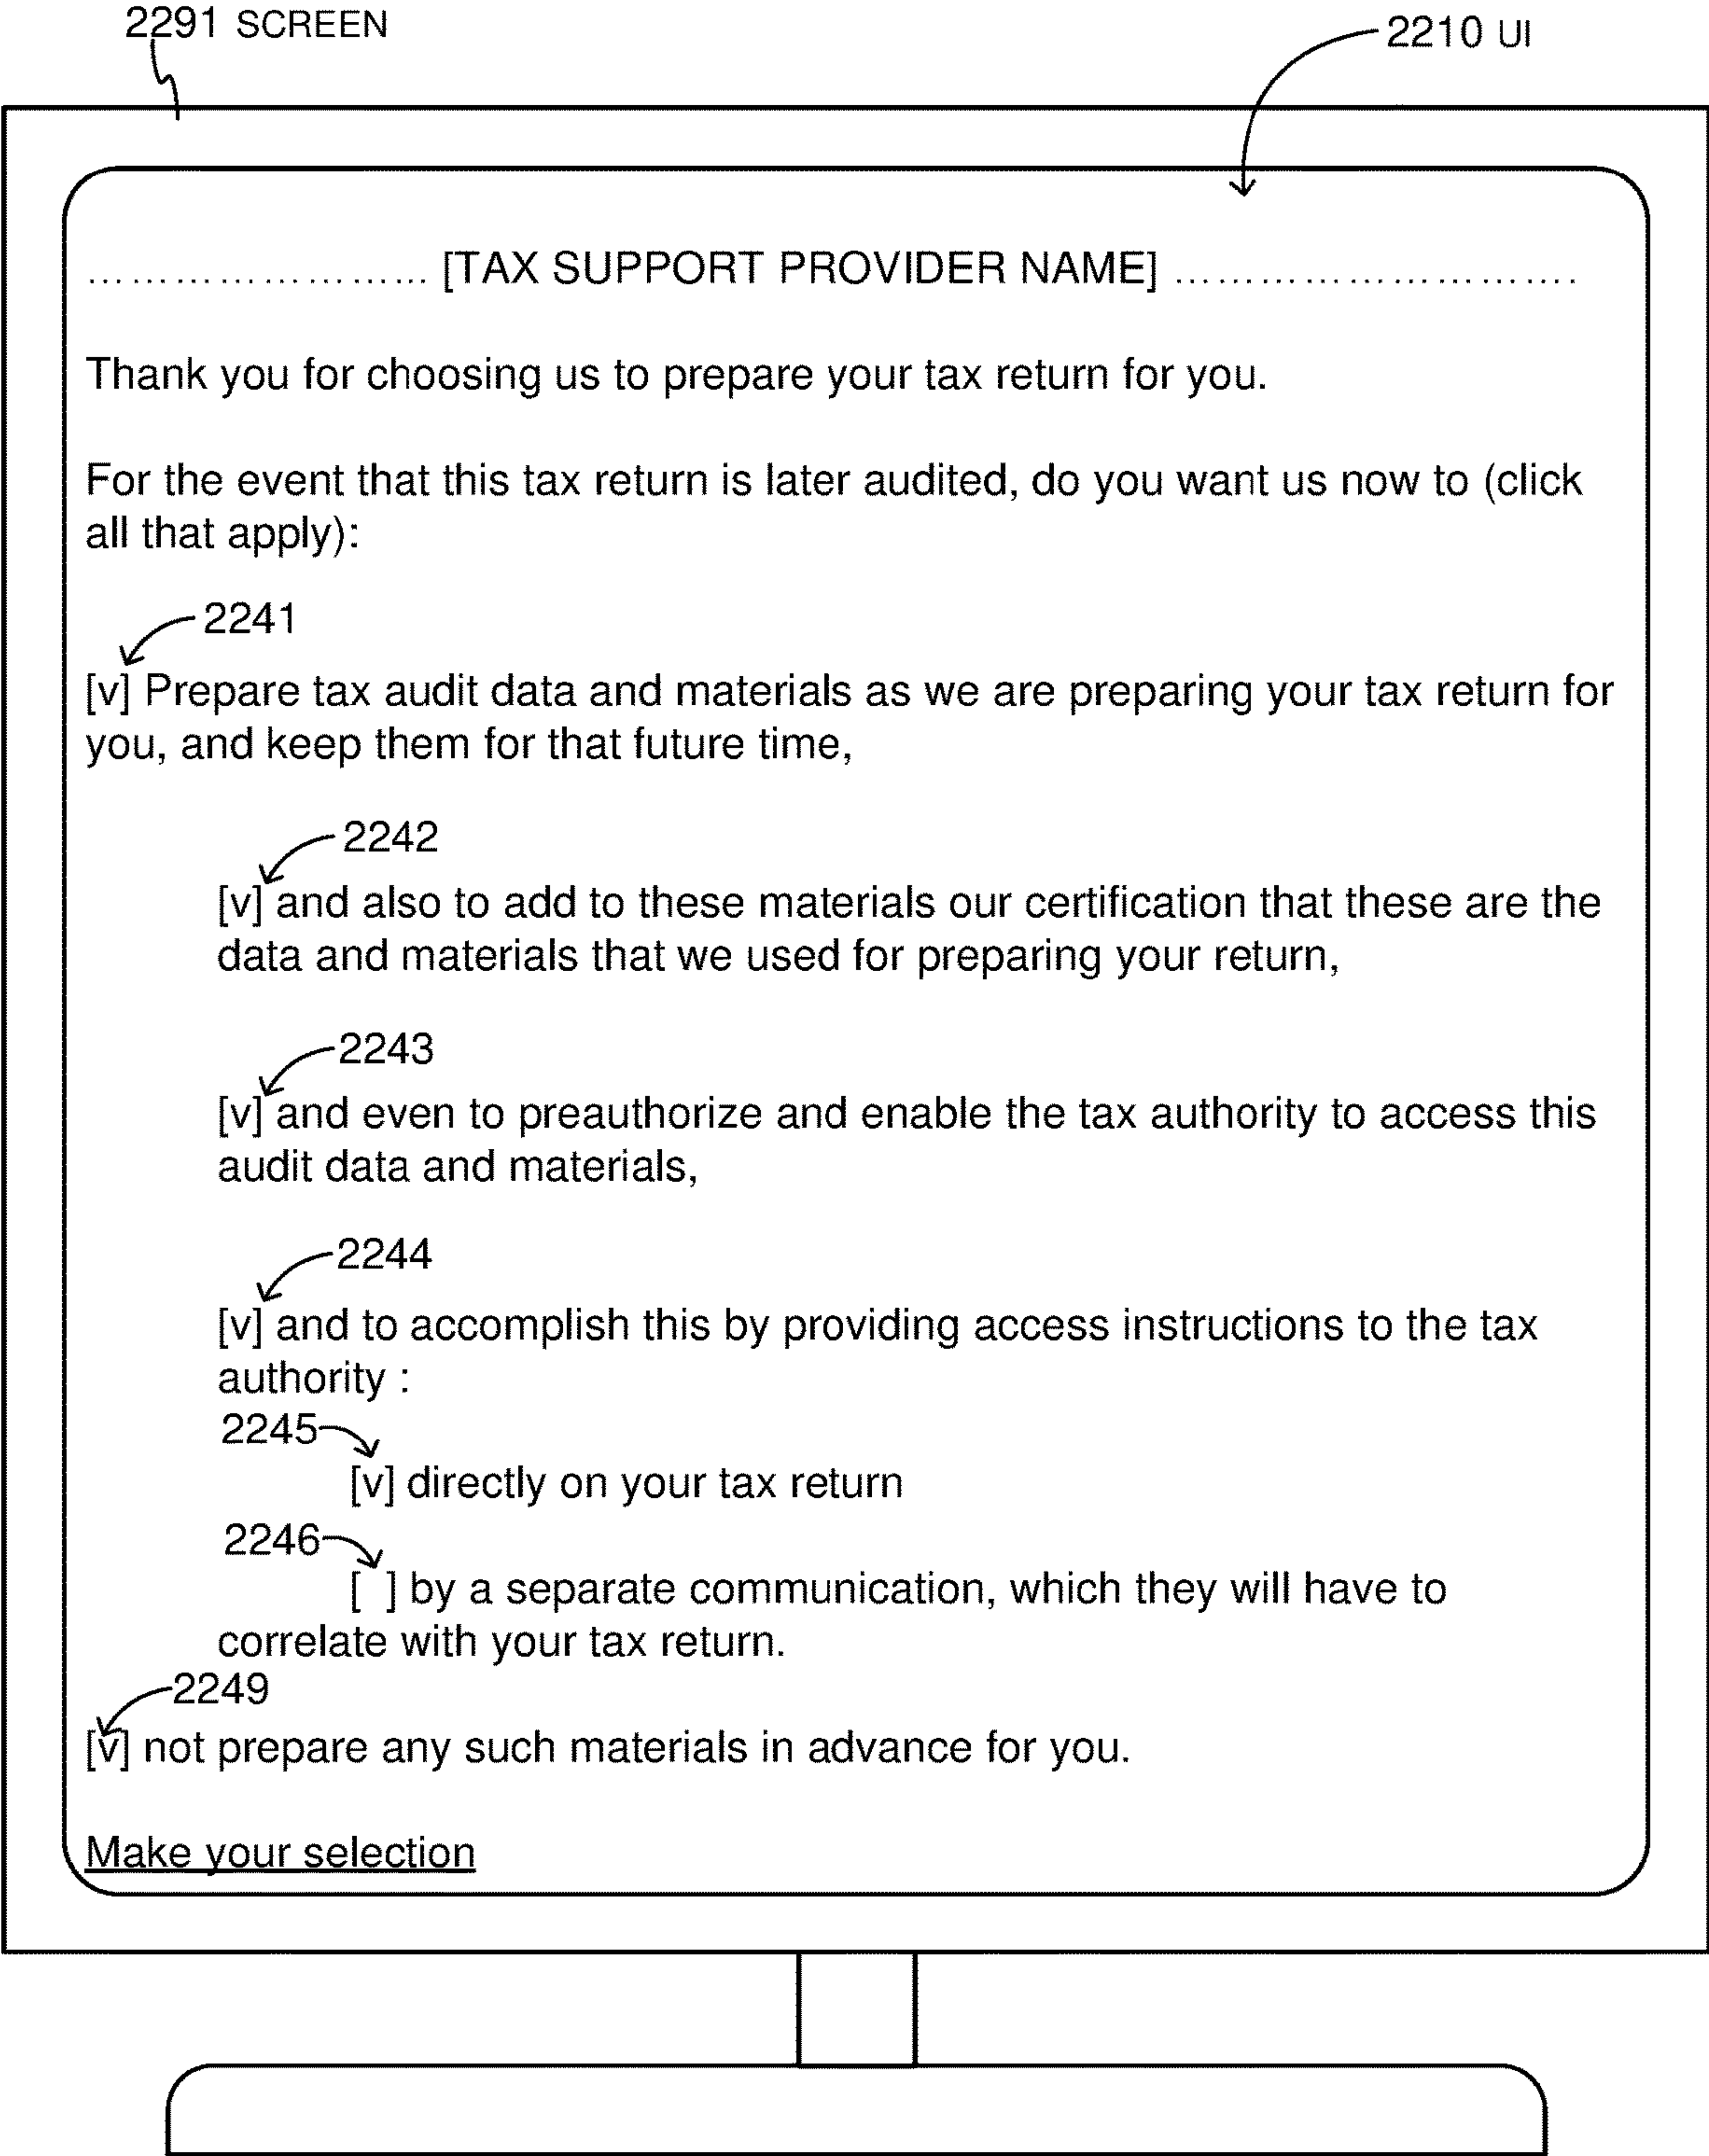 2291 SCREEN
2210 UI
........................ [TAX SUPPORT PROVIDER NAME] ............................
Thank you for choosing us to prepare your tax return for you.
For the event that this tax return is later audited, do you want us now to (click
all that apply):
2241
[v] Prepare tax audit data and materials as we are preparing your tax return for
you, and keep them for that future time,
2242
[v] and also to add to these materials our certification that these are the
data and materials that we used for preparing your return,
2243
[v] and even to preauthorize and enable the tax authority to access this
audit data and materials,
2244
[v] and to accomplish this by providing access instructions to the tax
authority :
2245
[v] directly on your tax return
2246
[ ] by a separate communication, which they will have to
correlate with your tax return.
2249
[v] not prepare any such materials in advance for you.
Make your selection